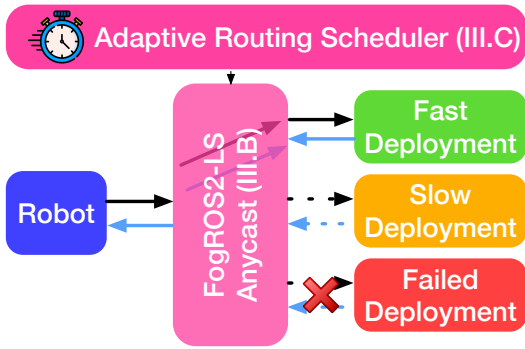 Adaptive Routing Scheduler (III.C)
Robot
FogROS2-LS
Anycast (III.B)
Fast
Deployment
Slow
Deployment
Failed
Deployment